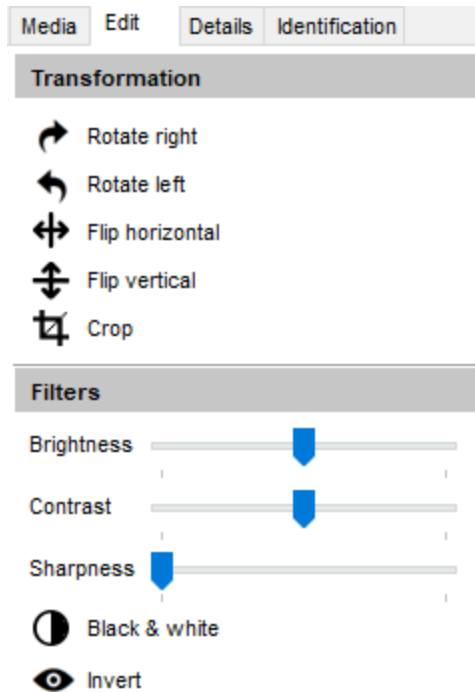 Media Edit Details Identification
Transformation
Rotate right
Rotate left
Flip horizontal
Flip vertical
Crop
Filters
Brightness
Contrast
Sharpness
Black & white
Invert